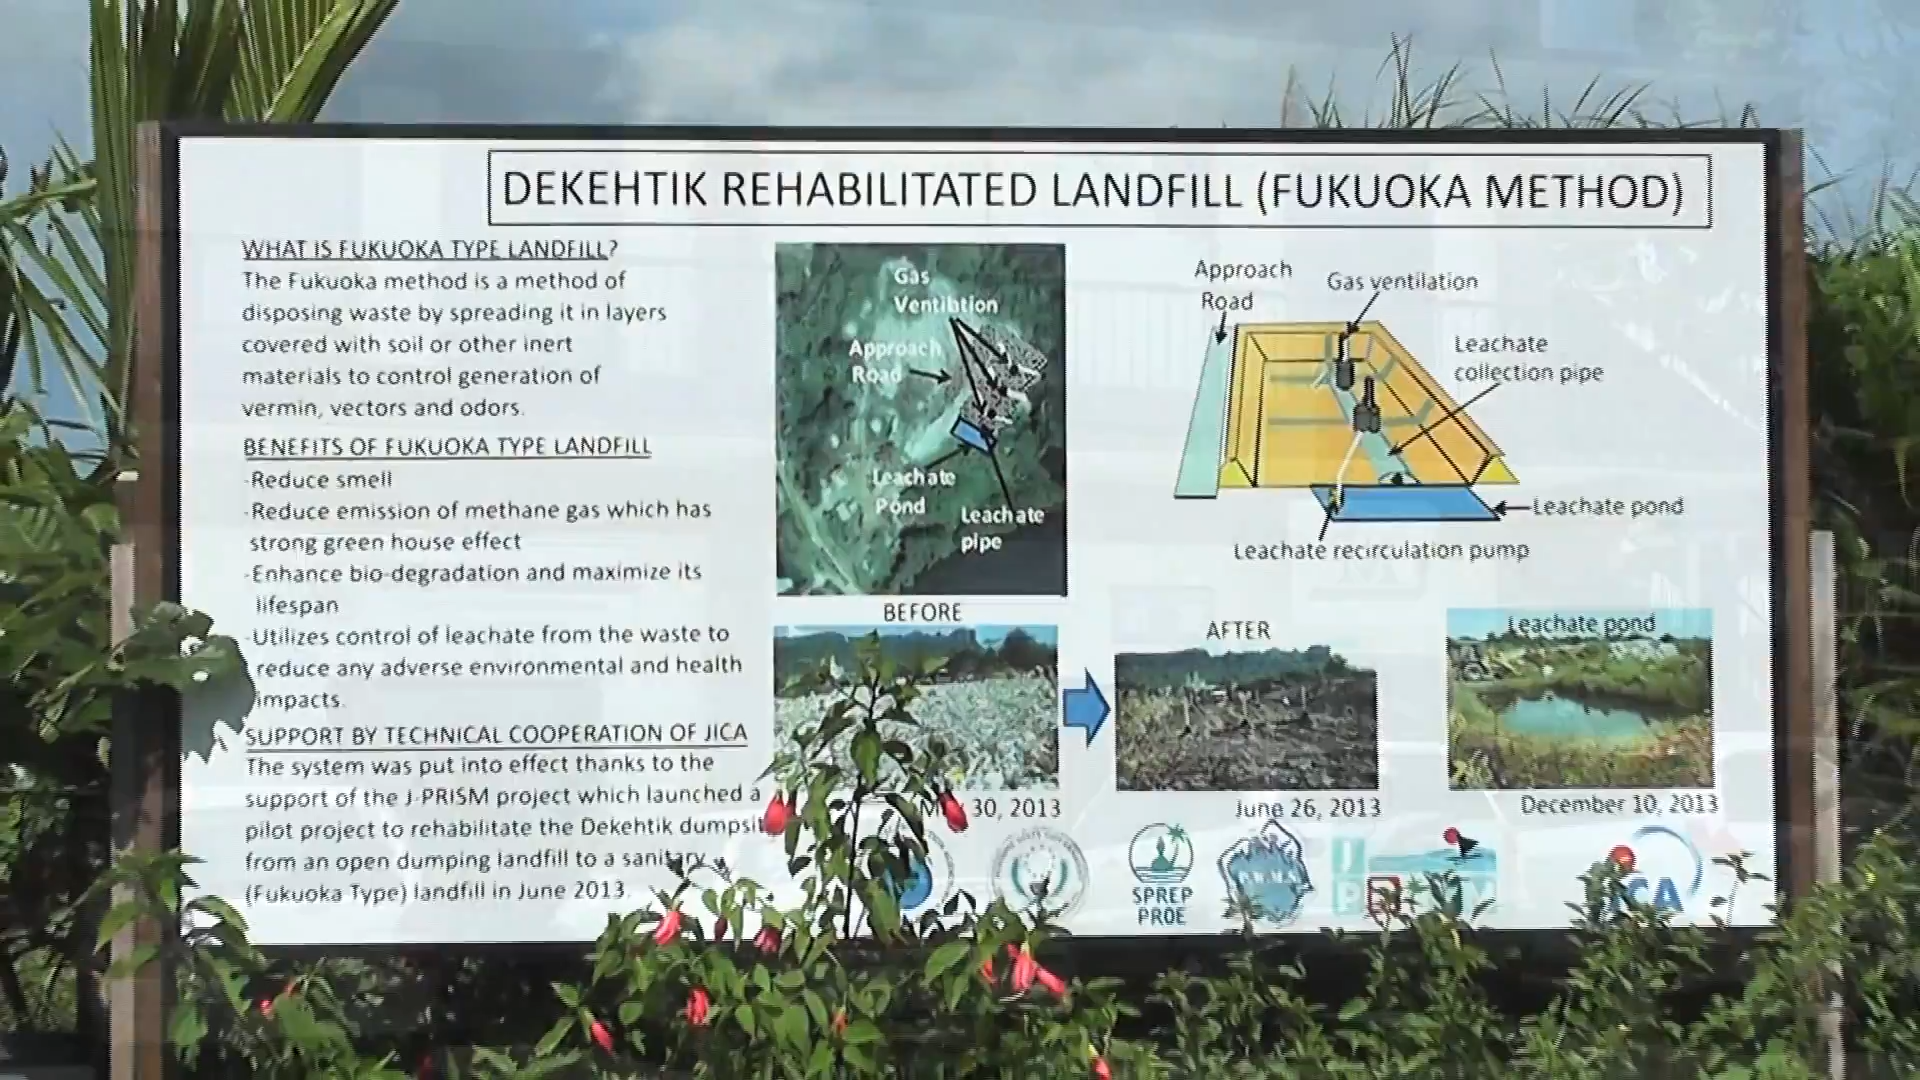 DEKEHTIK REHABILITATED LANDFILL (FUKUOKA METHOD)
WHAT IS FUKUOKA TYPE LANDFILL?
The Fukuoka method is a method of
disposing waste by spreading it in layers
covered with soil or other inert
materials to control generation of
vermin, vectors and odors.
BENEFITS OF FUKUOKA TYPE LANDFILL
-Reduce smell
-Reduce emission of methane gas which has
strong green house effect
-Enhance bio-degradation and maximize its
lifespan
-Utilizes control of leachate from the waste to
reduce any adverse environmental and health
impacts.
SUPPORT BY TECHNICAL COOPERATION OF JICA
The system was put into effect thanks to the
support of the J-PRISM project which launched a
pilot project to rehabilitate the Dekehtik dumpsit
from an open dumping landfill to a sanitary
(Fukuoka Type) landfill in June 2013.
Gas
Ventilation
Approach
Road
Leachate
Pond
Leachate
pipe
Approach
Road
Gas ventilation
Leachate
collection pipe
Leachate pond
Leachate recirculation pump
BEFORE
AFTER
Leachate pond
30, 2013
June 26, 2013
December 10, 2013
SPREP
PROE